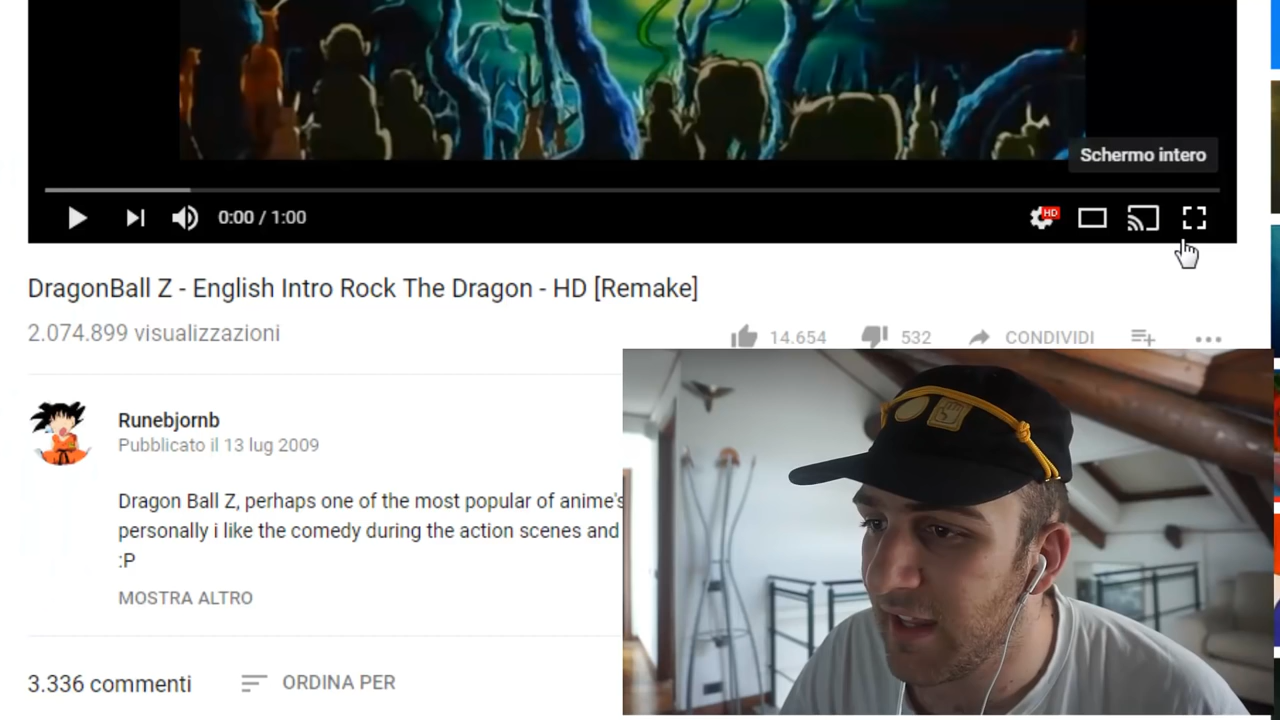 Schermo intero
0:00 / 1:00
HD
DragonBall Z - English Intro Rock The Dragon - HD [Remake]
2.074.899 visualizzazioni
14.654
532
CONDIVIDI
Runebjornb
Pubblicato il 13 lug 2009
Dragon Ball Z, perhaps one of the most popular of anime's
personally i like the comedy during the action scenes and
:P
MOSTRA ALTRO
3.336 commenti
ORDINA PER